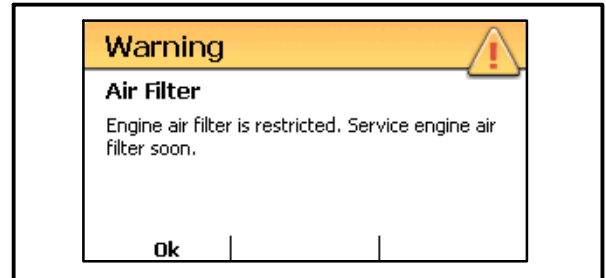 Warning
Air Filter
Engine air filter is restricted. Service engine air
filter soon.
Ok